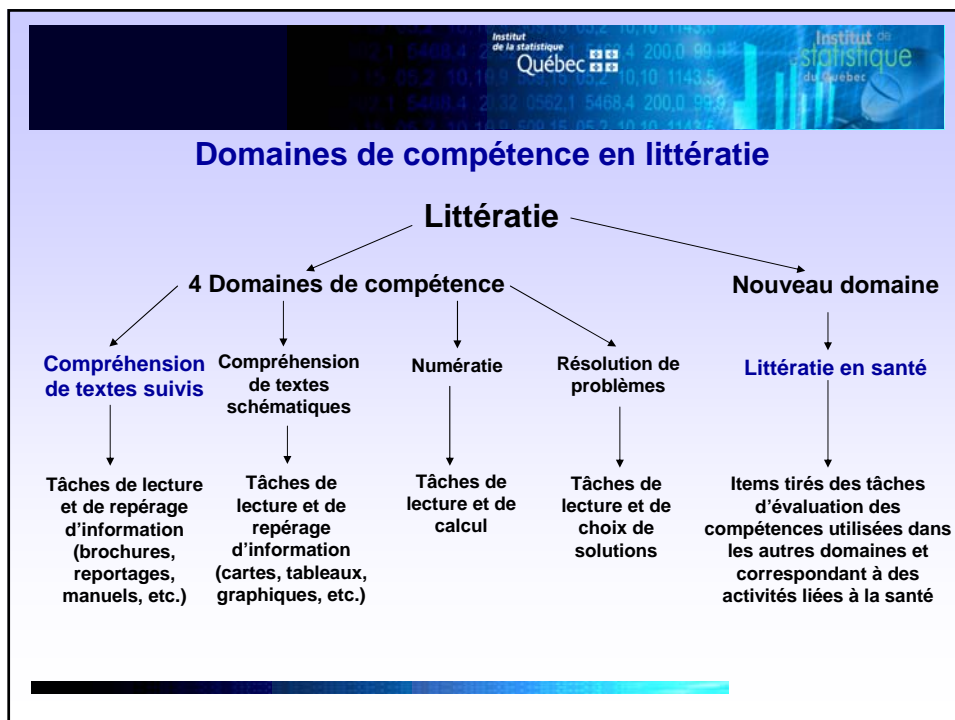 Institut
de la statistique
Québec
Institut de
statistique
du Québec
Domaines de compétence en littératie
Littératie
4 Domaines de compétence
Nouveau domaine
Compréhension
de textes suivis
Compréhension
de textes
schématiques
Numératie
Résolution de
problèmes
Littératie en santé
Tâches de lecture
et de repérage
d'information
(brochures,
reportages,
manuels, etc.)
Tâches de
lecture et de
repérage
d'information
(cartes, tableaux,
graphiques, etc.)
Tâches de
lecture et de
calcul
Tâches de
lecture et de
choix de
solutions
Items tirés des tâches
d'évaluation des
compétences utilisées dans
les autres domaines et
correspondant à des
activités liées à la santé